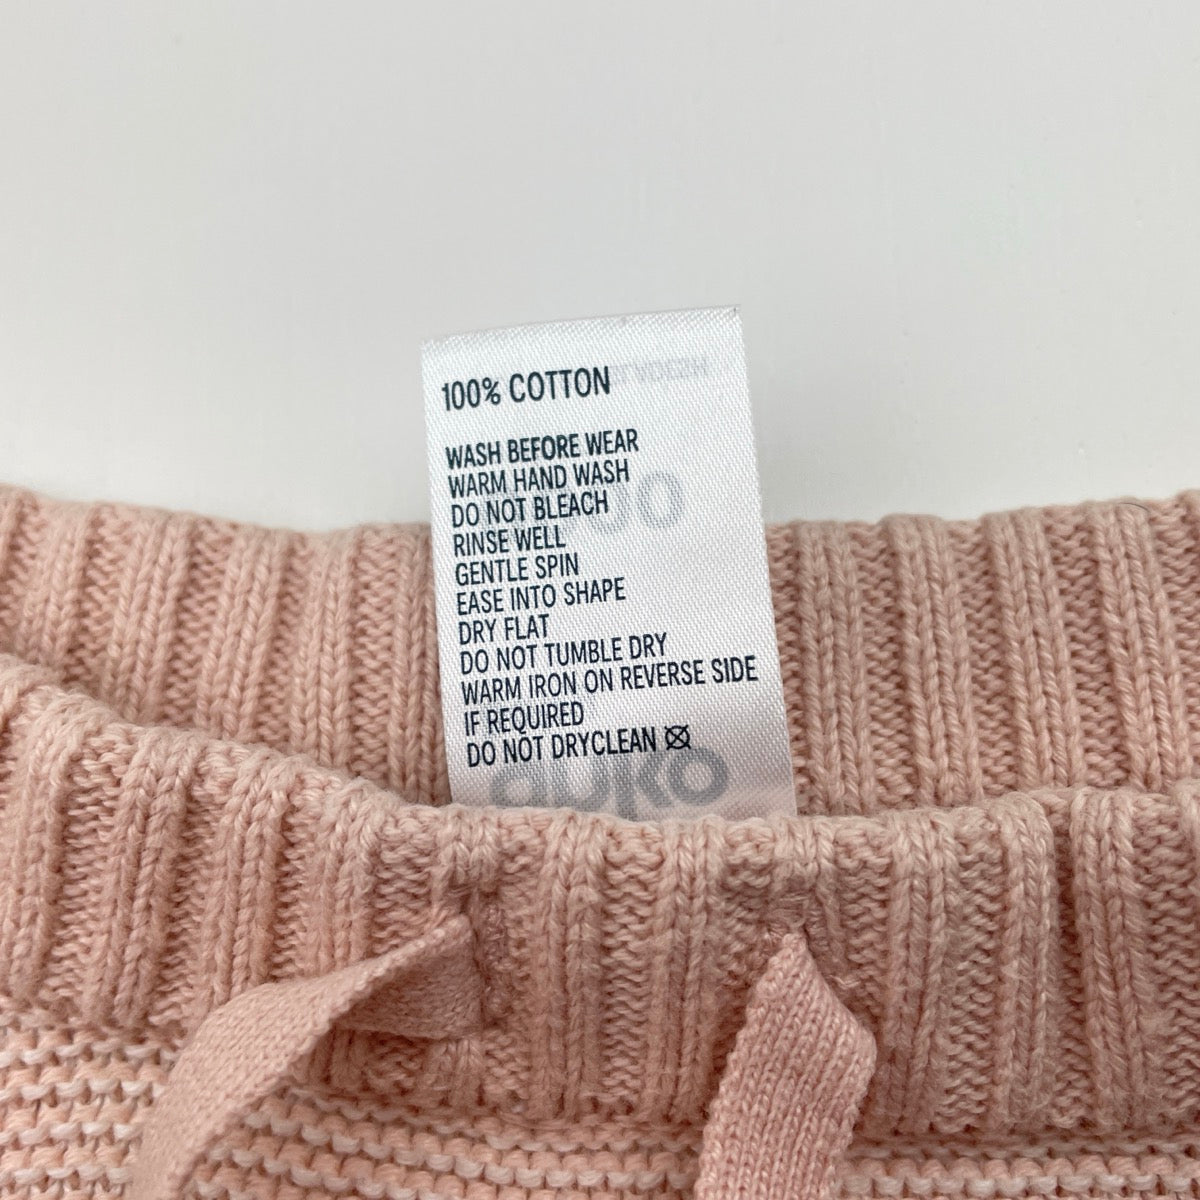 100% COTTON
WASH BEFORE WEAR
WARM HAND WASH
DO NOT BLEACH
RINSE WELL
GENTLE SPIN
EASE INTO SHAPE
DRY FLAT
DO NOT TUMBLE DRY
WARM IRON ON REVERSE SIDE
IF REQUIRED
DO NOT DRYCLEAN